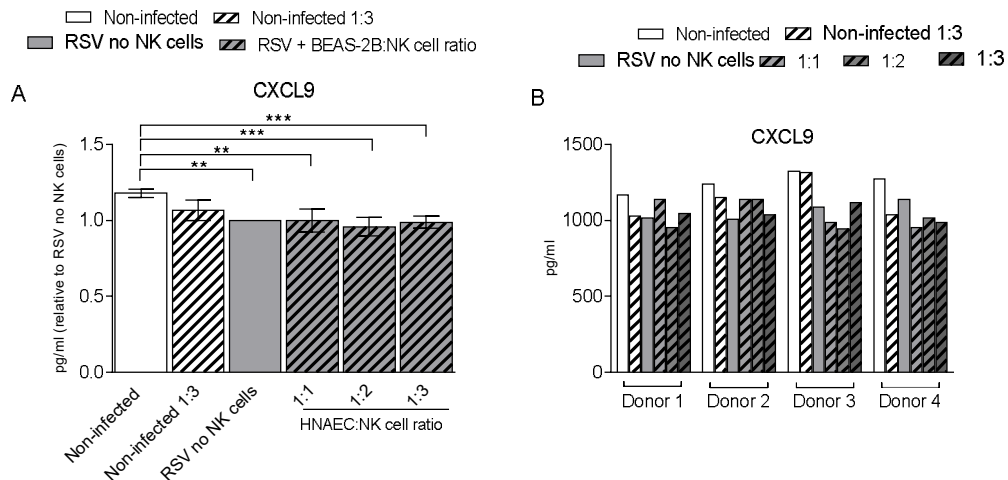 Non-infected Non-infected 1:3
RSV no NK cells RSV + BEAS-2B:NK cell ratio
A
CXCL9
***
***
**
**
pg/ml (relative to RSV no NK cells)
1.5
1.0
0.5
0.0
Non-infected
Non-infected 1:3
RSV no NK cells
1:1 1:2 1:3
HNAEC:NK cell ratio
Non-infected Non-infected 1:3
RSV no NK cells 1:1 1:2 1:3
B
CXCL9
pg/ml
1500
1000
500
0
Donor 1 Donor 2 Donor 3 Donor 4